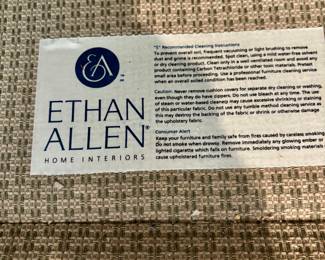 EA
™
ETHAN
ALLEN®
HOME INTERIORS
"S" Recommended Cleaning Instructions
To prevent overall soil, frequent vacuuming or light brushing to remove
dust and grime is recommended. Spot clean, using a mild water-free solvent
or dry cleaning product. Clean only in a well ventilated room and avoid any
product containing Carbon Tetrachloride or other toxic materials. Pretest
small area before proceeding. Use a professional furniture cleaning service
when an overall soiled condition has been reached.
Caution: Never remove cushion covers for separate dry cleaning or washing,
even though they do have zippers. Do not use bleach at any time. The use
of steam or water-based cleaners may cause excessive shrinking or staining
of this particular fabric. Do not use any tumble method cleaning service as
this may destroy the backing of the fabric or shrink or otherwise damage
the upholstery fabric.
Consumer Alert
Keep your furniture and family safe from fires caused by careless smoking.
Do not smoke when drowsy. Remove immediately any glowing ember or
lighted cigarette which falls on furniture. Smoldering smoking materials
cause upholstered furniture fires.